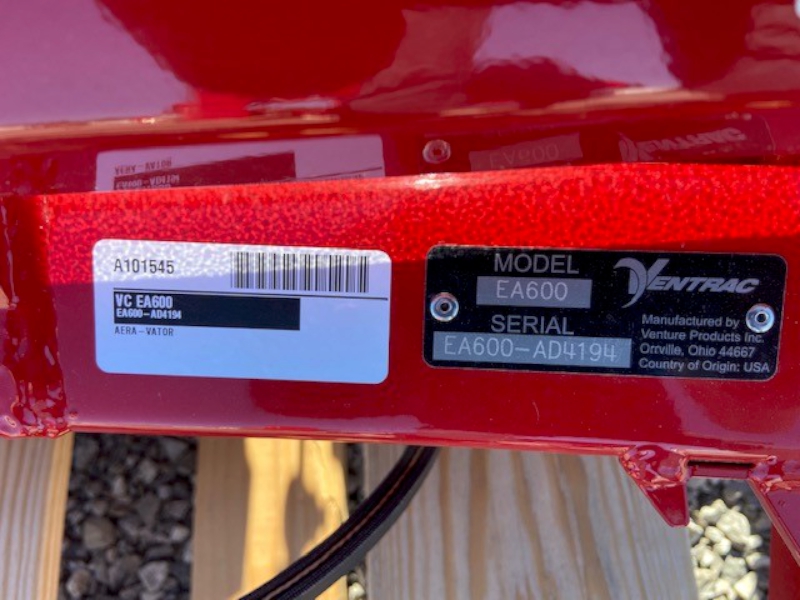 A101545
VC EA600
EA600-AD4194
AERA-VATOR
MODEL
EA600
VENTRAC
SERIAL
EA600-AD4194
Manufactured by
Venture Products Inc.
Orrville, Ohio 44667
Country of Origin: USA